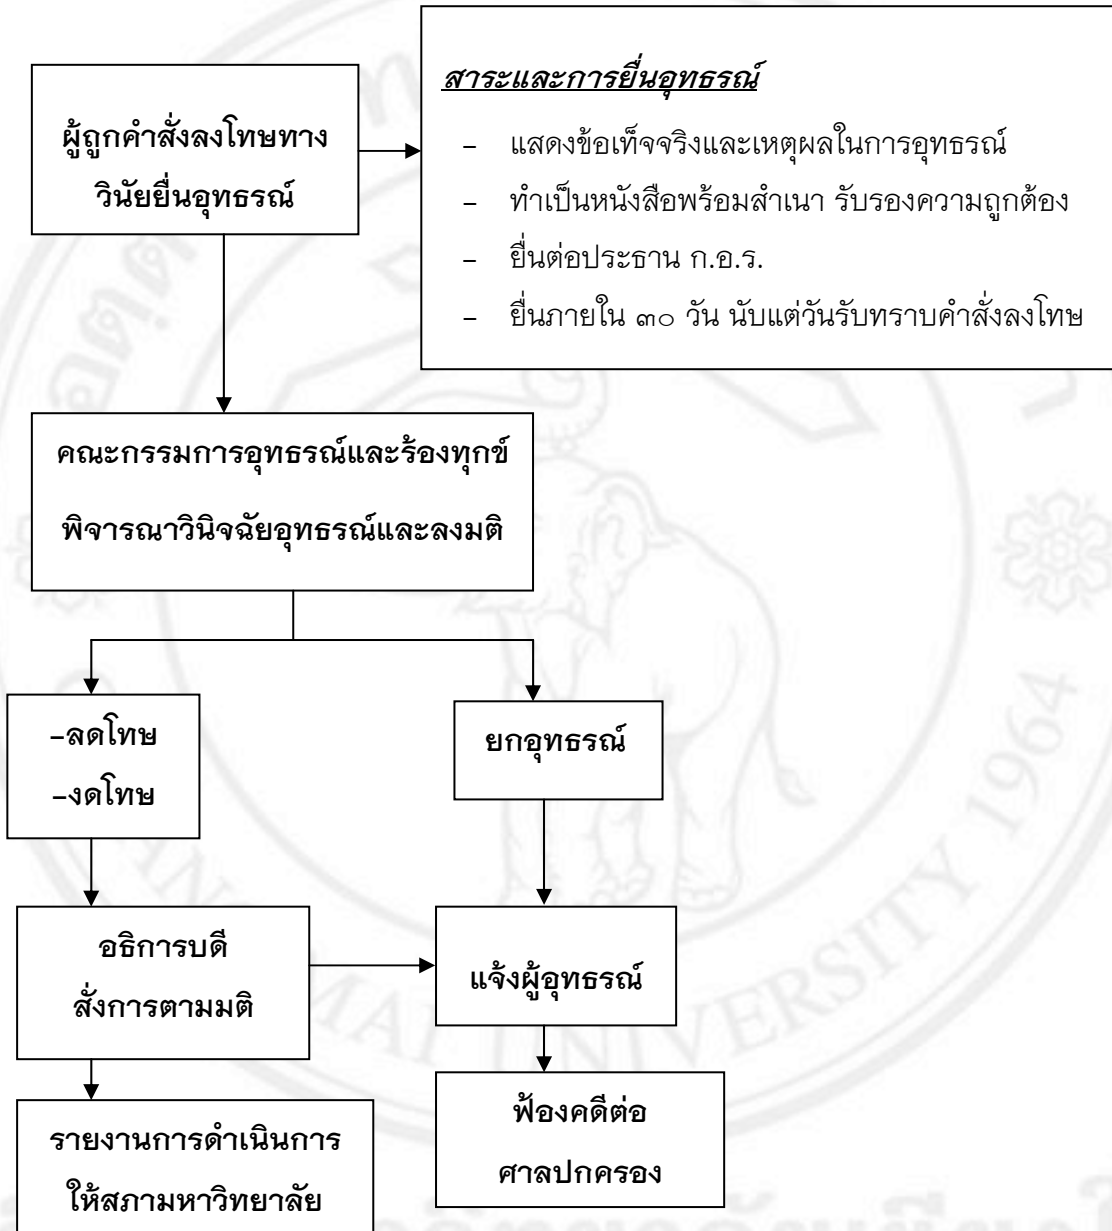 ผู้ถูกคำสั่งลงโทษทาง
วินัยยื่นอุทธรณ์
สาระและการยื่นอุทธรณ์
– แสดงข้อเท็จจริงและเหตุผลในการอุทธรณ์
– ทำเป็นหนังสือพร้อมสำเนา รับรองความถูกต้อง
– ยื่นต่อประธาน ก.อ.ร.
– ยื่นภายใน ๓๐ วัน นับแต่วันรับทราบคำสั่งลงโทษ
คณะกรรมการอุทธรณ์และร้องทุกข์
พิจารณาวินิจฉัยอุทธรณ์และลงมติ
–ลดโทษ
–งดโทษ
ยกอุทธรณ์
อธิการบดี
สั่งการตามมติ
แจ้งผู้อุทธรณ์
รายงานการดำเนินการ
ให้สภามหาวิทยาลัย
ฟ้องคดีต่อ
ศาลปกครอง
MAI UNIVERSITY 1964